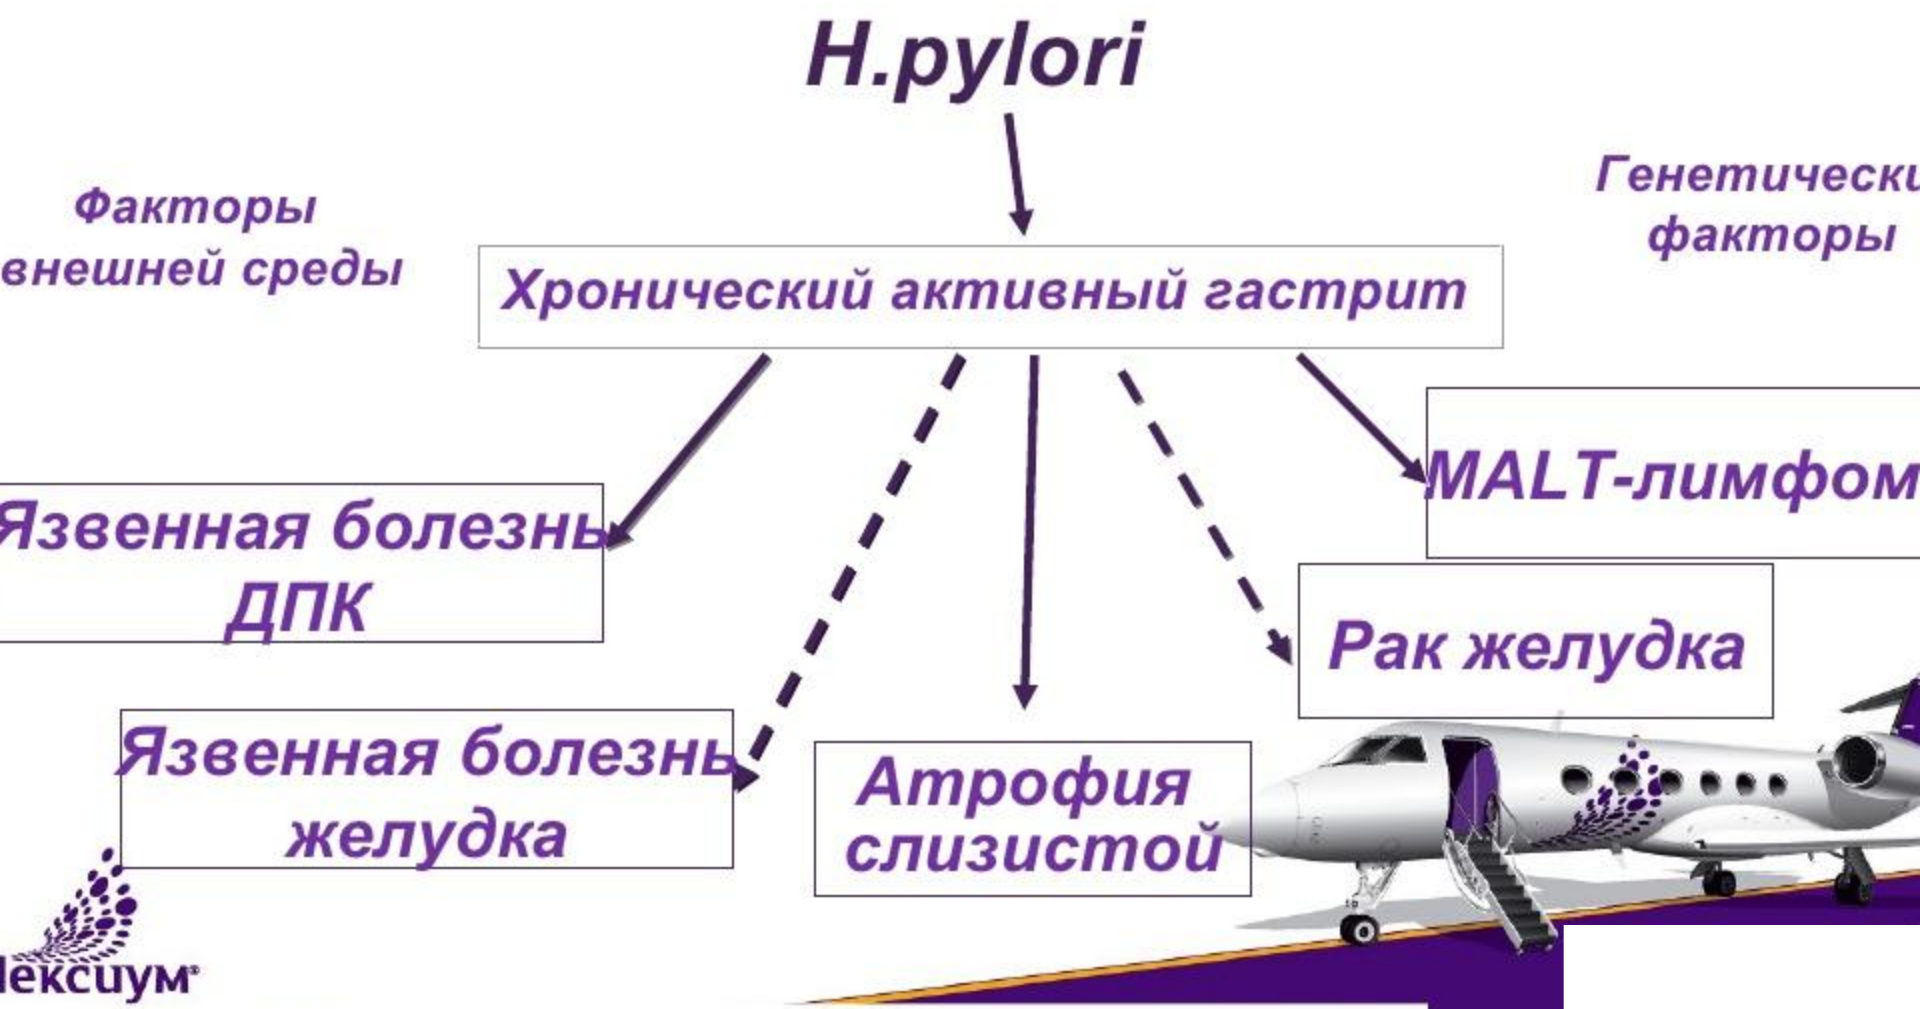 H.pylori
Факторы
внешней среды
Генетически
факторы
Хронический активный гастрит
MALT-лимфом
Язвенная болезнь
ДПК
Рак желудка
Язвенная болезнь
желудка
Атрофия
слизистой
Нексиум®